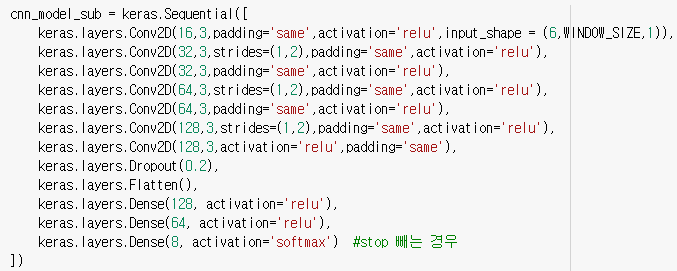 cnn_model_sub = keras.Sequential([
    keras.layers.Conv2D(16,3,padding='same',activation='relu',input_shape = (6,WINDOW_SIZE,1)),
    keras.layers.Conv2D(32,3,strides=(1,2),padding='same',activation='relu'),
    keras.layers.Conv2D(32,3,padding='same',activation='relu'),
    keras.layers.Conv2D(64,3,strides=(1,2),padding='same',activation='relu'),
    keras.layers.Conv2D(64,3,padding='same',activation='relu'),
    keras.layers.Conv2D(128,3,strides=(1,2),padding='same',activation='relu'),
    keras.layers.Conv2D(128,3,activation='relu',padding='same'),
    keras.layers.Dropout(0.2),
    keras.layers.Flatten(),
    keras.layers.Dense(128, activation='relu'),
    keras.layers.Dense(64, activation='relu'),
    keras.layers.Dense(8, activation='softmax')  #stop 빼는 경우
])